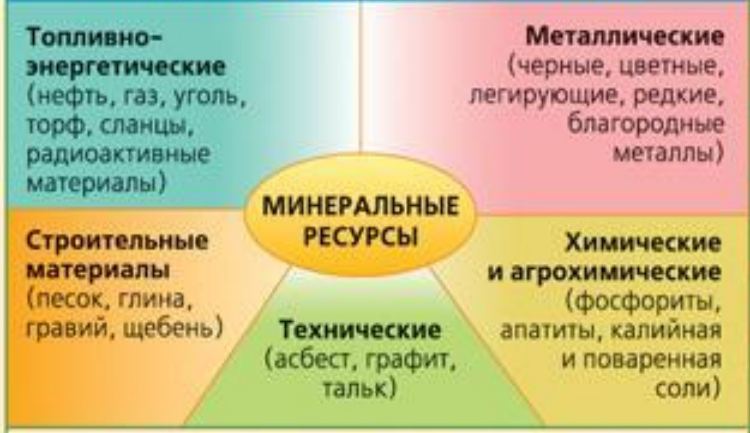 Топливно-
энергетические
(нефть, газ, уголь,
торф, сланцы,
радиоактивные
материалы)
Металлические
(черные, цветные,
легирующие, редкие,
благородные
металлы)
МИНЕРАЛЬНЫЕ
РЕСУРСЫ
Строительные
материалы
(песок, глина,
гравий, щебень)
Технические
(асбест, графит,
тальк)
Химические
и агрохимические
(фосфориты,
апатиты, калийная
и поваренная
соли)